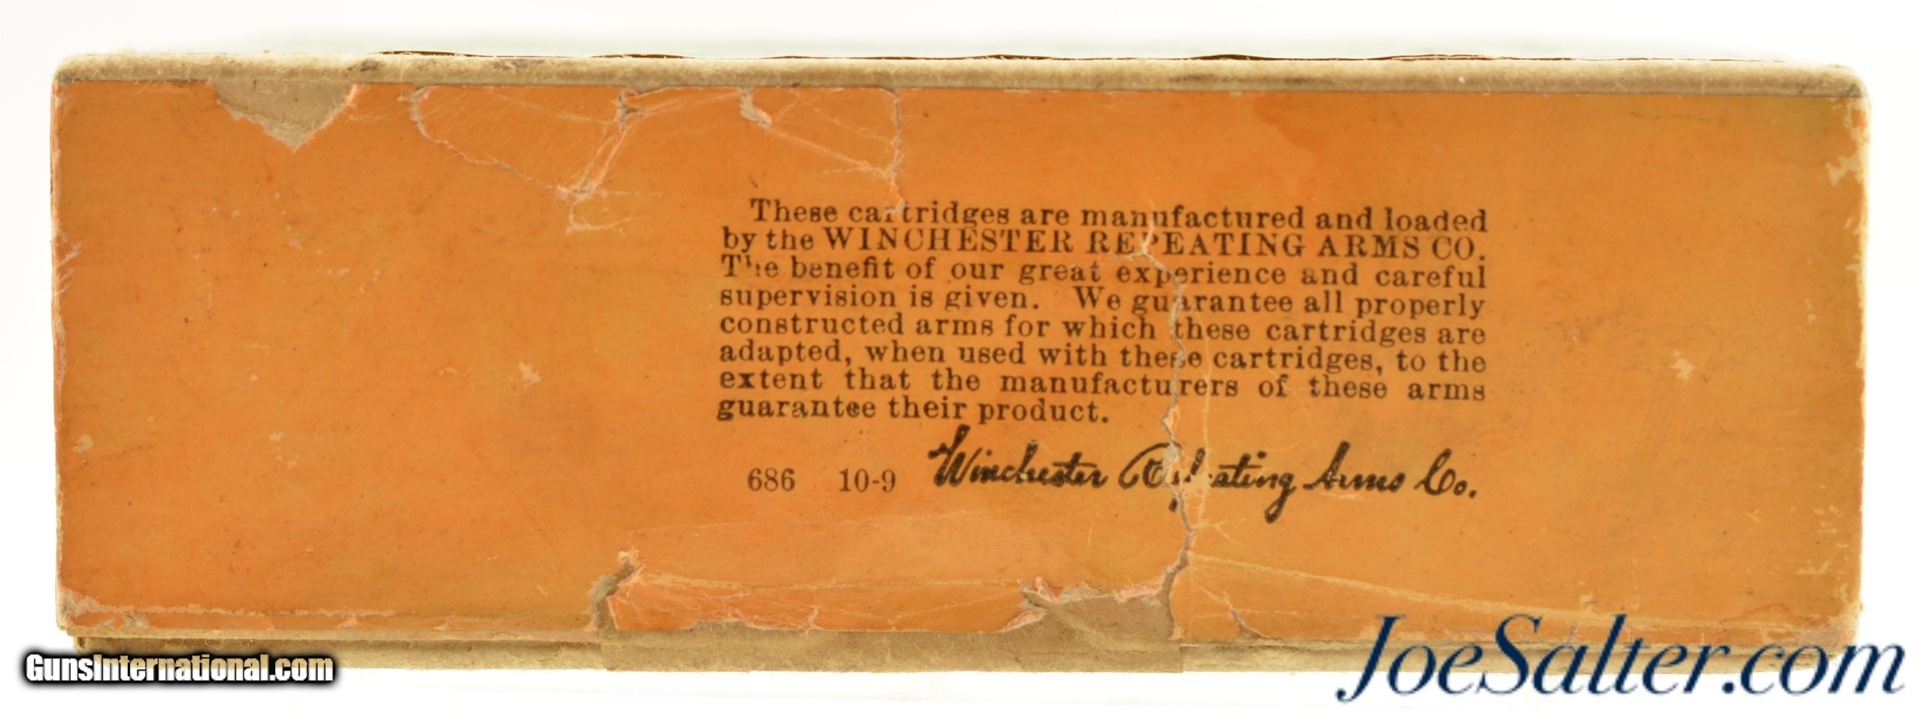 These cartridges are manufactured and loaded
by the WINCHESTER REPEATING ARMS CO.
The benefit of our great experience and careful
supervision is given. We guarantee all properly
constructed arms for which these cartridges are
adapted, when used with these cartridges, to the
extent that the manufacturers of these arms
guarantee their product.
686 10-9 Winchester Repeating Arms Co.
GunsInternational.com
JoeSalter.com